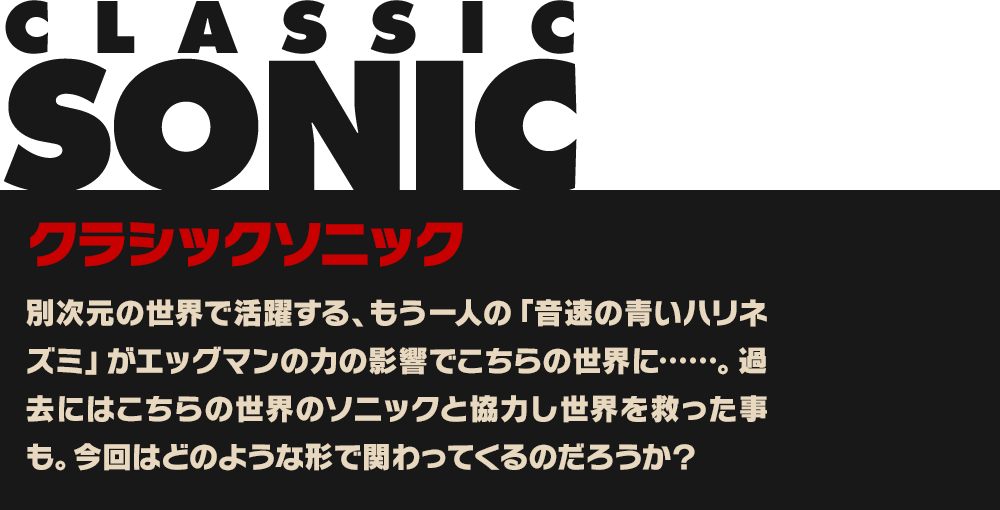 CLASSIC
SONIC
クラシックソニック
別次元の世界で活躍する、もう一人の「音速の青いハリネ
ズミ」がエッグマンの力の影響でこちらの世界に……。過
去にはこちらの世界のソニックと協力し世界を救った事
も。今回はどのような形で関わってくるのだろうか？